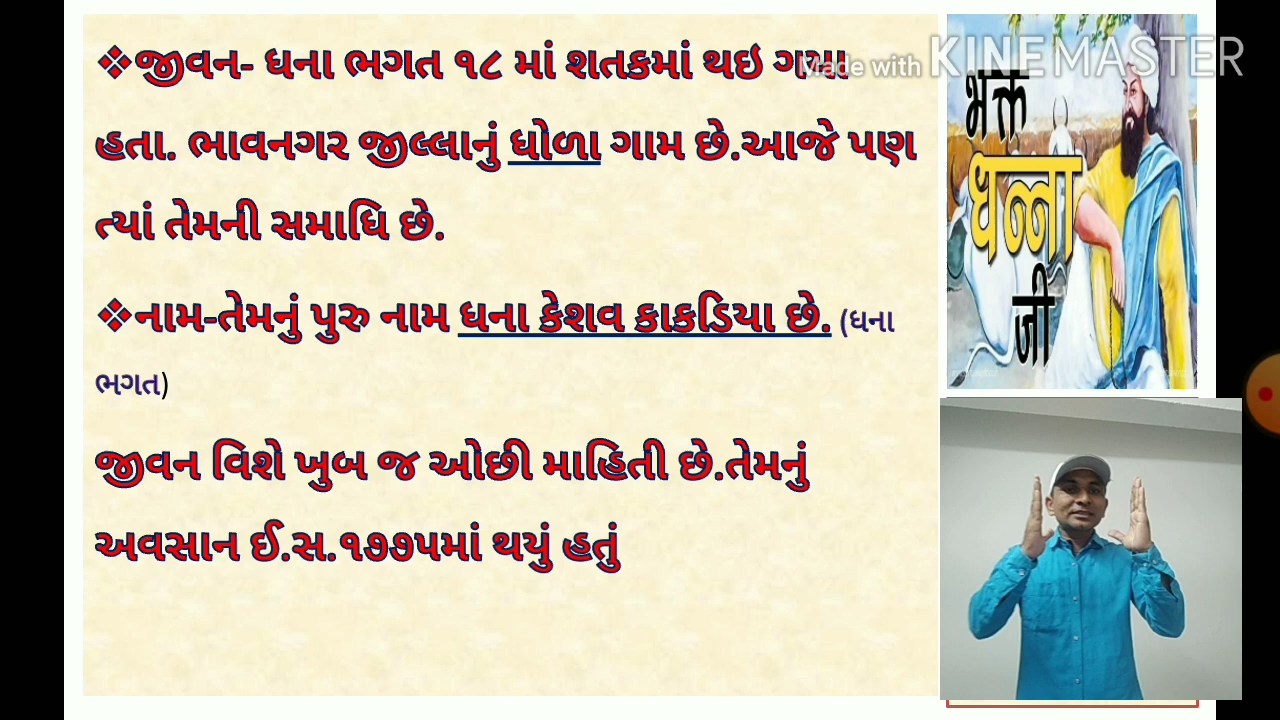 ❖જીવન- ધના ભગત ૧૮ માં શતકમાં થઇ ગયા
હતા. ભાવનગર જીલ્લાનું ધોળા ગામ છે.આજે પણ
ત્યાં તેમની સમાધિ છે.
❖નામ-તેમનું પુરુ નામ ધના કેશવ કાકડિયા છે. (ધના
ભગત)
જીવન વિશે ખુબ જ ઓછી માહિતી છે.તેમનું
અવસાન ઈ.સ.૧૭૭૫માં થયું હતું
Made with KINEMASTER
भक्त
धन्ना
जी